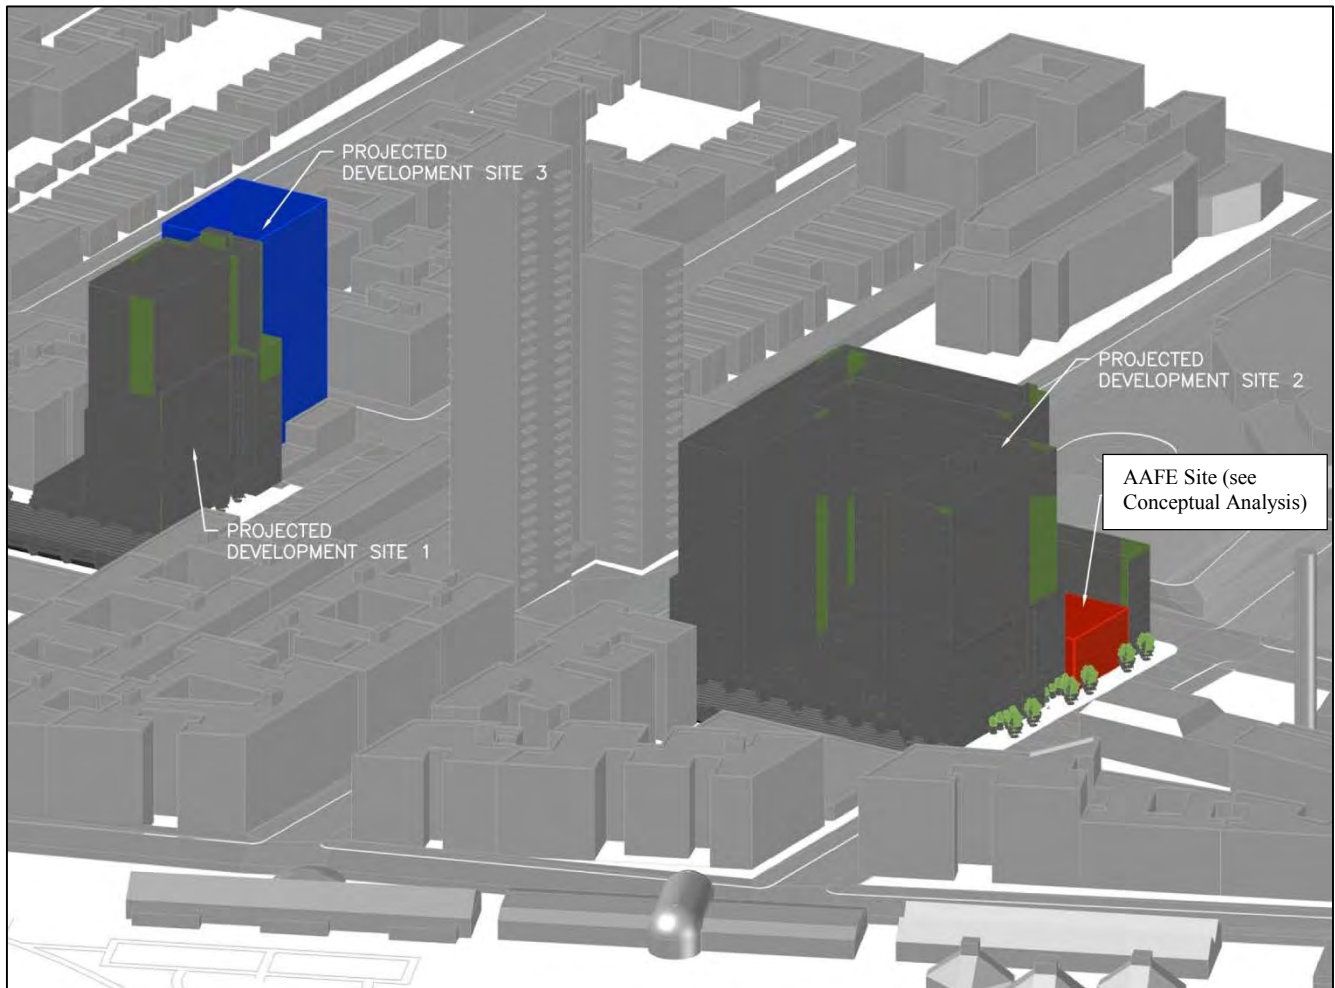 PROJECTED
DEVELOPMENT SITE 3
PROJECTED
DEVELOPMENT SITE 2
AAFE Site (see
Conceptual Analysis)
PROJECTED
DEVELOPMENT SITE 1